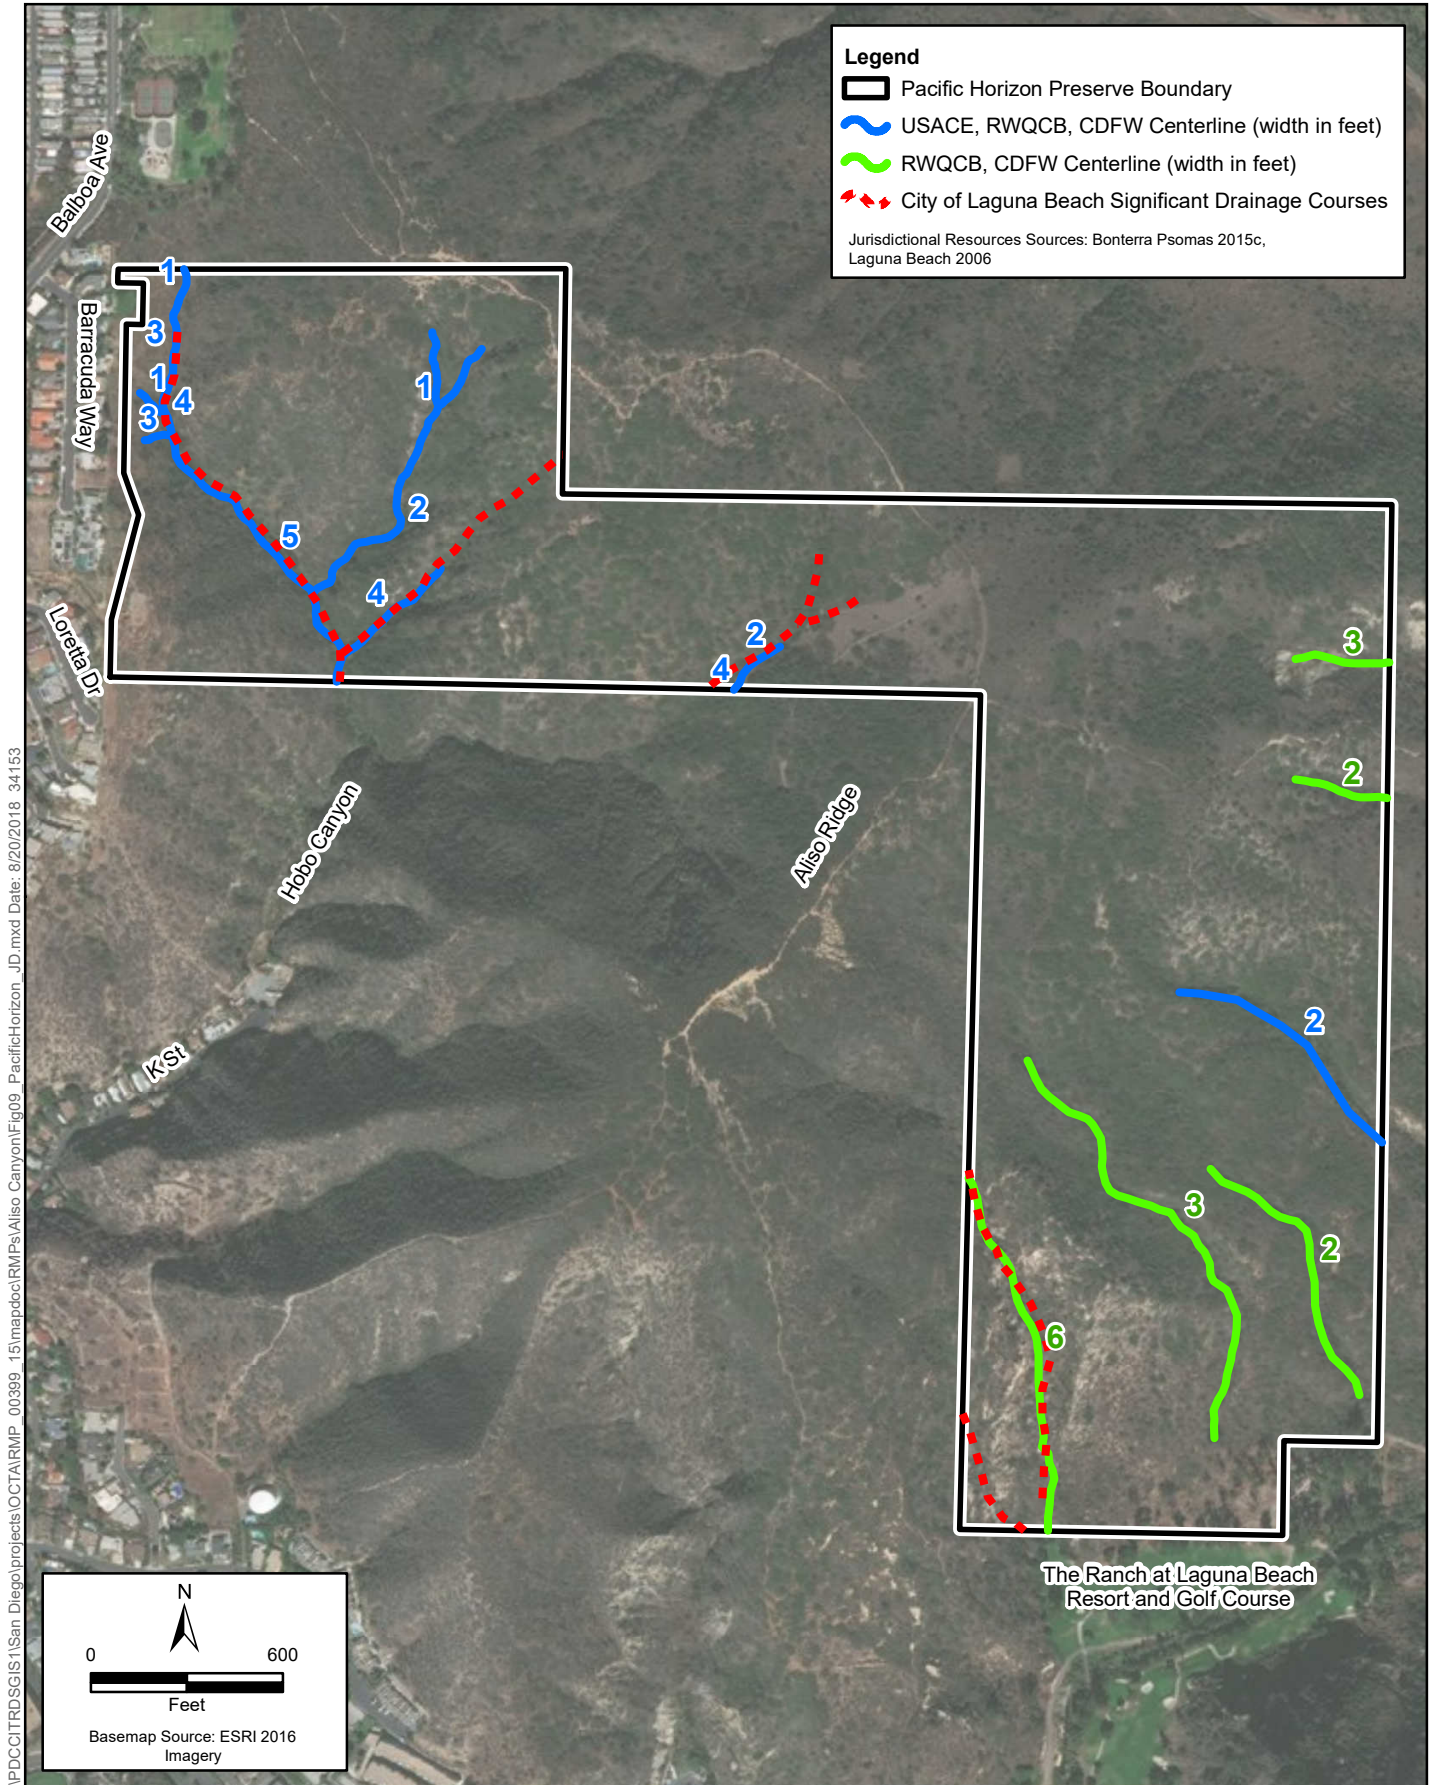 Legend
Pacific Horizon Preserve Boundary
USACE, RWQCB, CDFW Centerline (width in feet)
RWQCB, CDFW Centerline (width in feet)
City of Laguna Beach Significant Drainage Courses
Jurisdictional Resources Sources: Bonterra Psomas 2015c,
Laguna Beach 2006
Balboa Ave
Barracuda Way
1
3
1
4
3
1
2
5
4
2
4
Loretta Dr
3
2
Hobo Canyon
Aliso Ridge
K St
2
3
2
6
The Ranch at Laguna Beach
Resort and Golf Course
N
0 600
Feet
Basemap Source: ESRI 2016
Imagery
\PDCCITRDSGIS1\San Diego\projects\OCTA\RMP_00399_15\mapdoc\RMPs\Aliso Canyon\Fig09_PacificHorizon_JD.mxd Date: 8/20/2018 34153